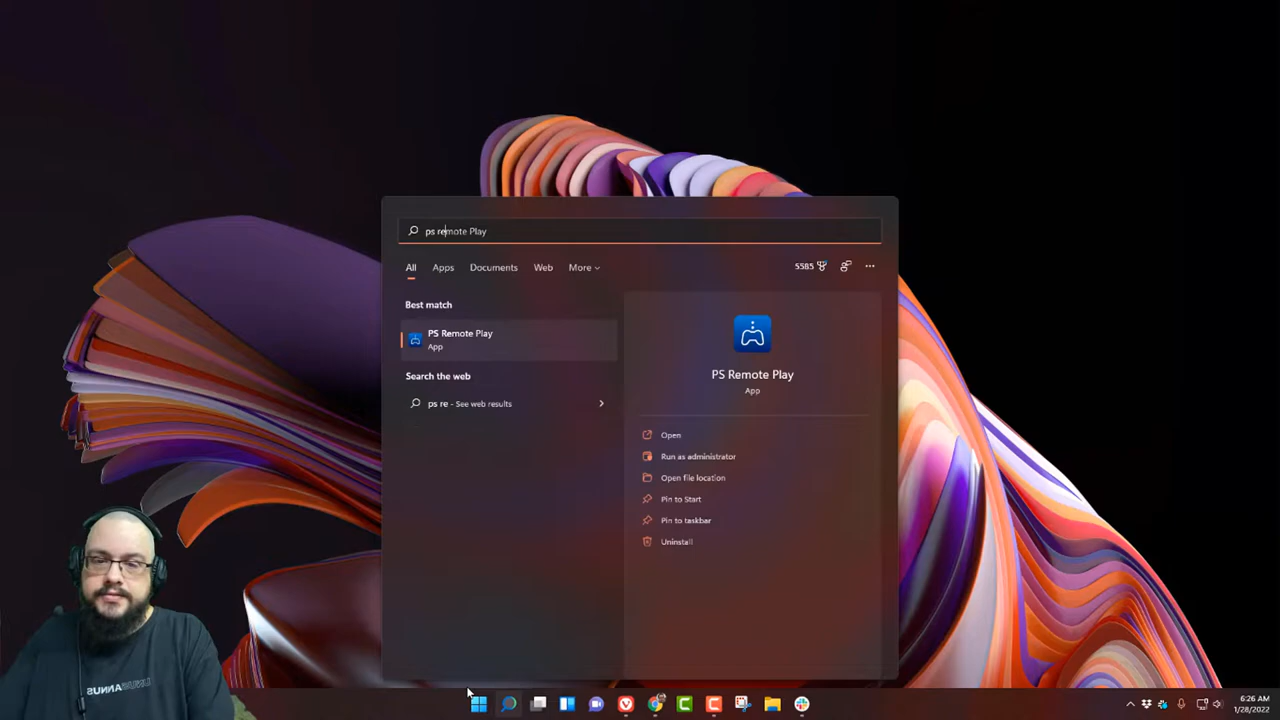 ps remote Play
All Apps Documents Web More 5585
Best match
PS Remote Play
App
Search the web
ps re - See web results
PS Remote Play
App
Open
Run as administrator
Open file location
Pin to Start
Pin to taskbar
Uninstall
6:26 AM
1/28/2022